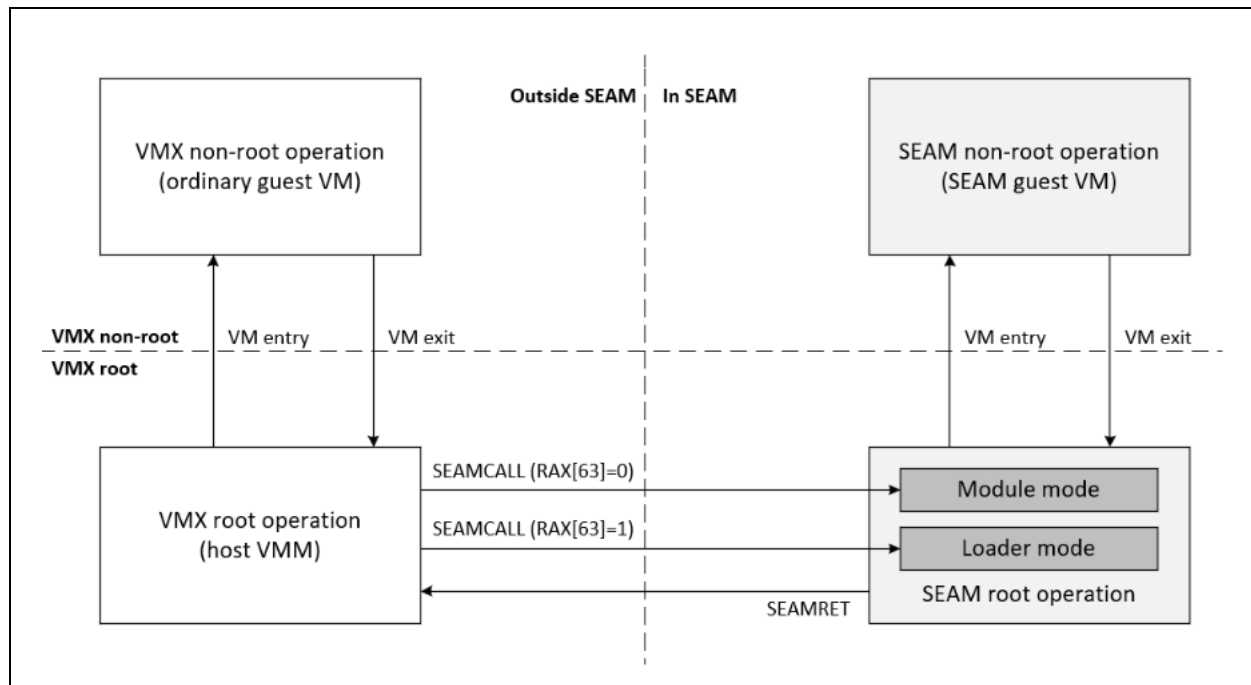 Outside SEAM
In SEAM
VMX non-root operation
(ordinary guest VM)
SEAM non-root operation
(SEAM guest VM)
VMX non-root
VM entry
VM exit
VM entry
VM exit
VMX root
VMX root operation
(host VMM)
SEAMCALL (RAX[63]=0)
SEAMCALL (RAX[63]=1)
SEAMRET
Module mode
Loader mode
SEAM root operation